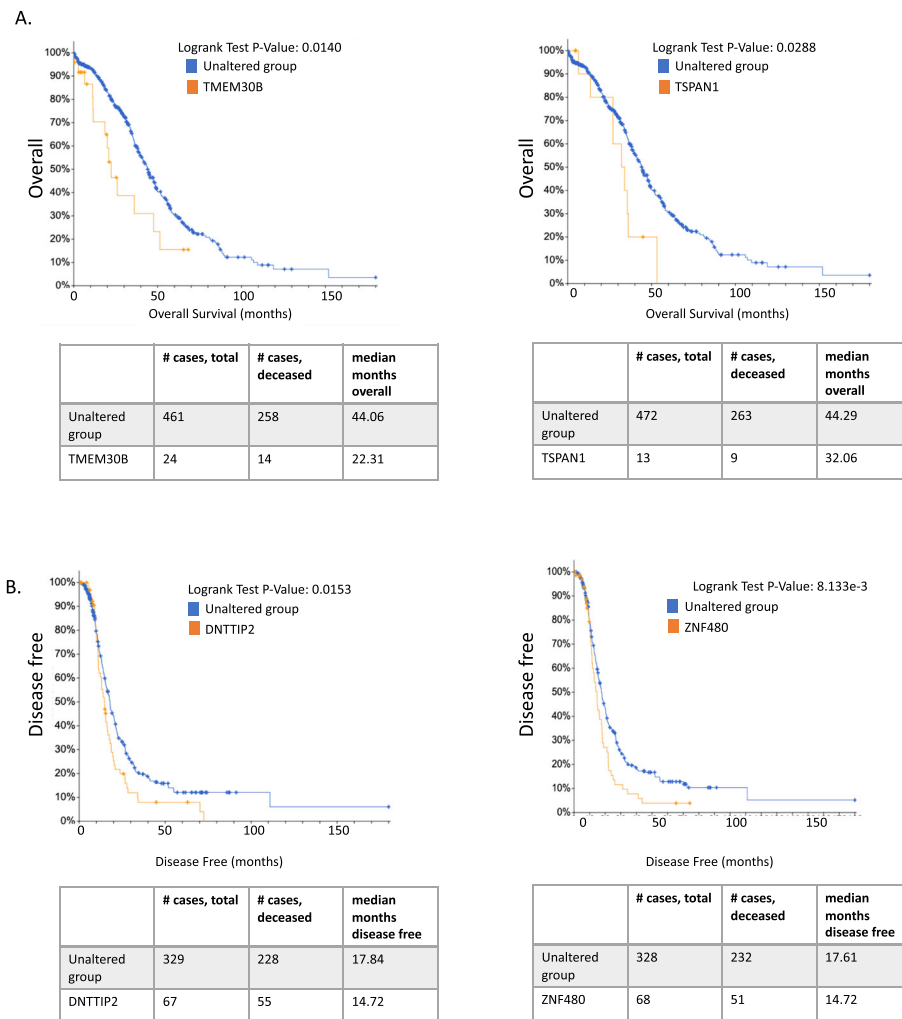 A.
Logrank Test P-Value: 0.0140
Unaltered group
TMEM30B
100%
90%
80%
70%
60%
50%
40%
30%
20%
10%
0%
Overall
0 50 100 150
Overall Survival (months)
# cases, total # cases, deceased median months overall
Unaltered group 461 258 44.06
TMEM30B 24 14 22.31
Logrank Test P-Value: 0.0288
Unaltered group
TSPAN1
100%
90%
80%
70%
60%
50%
40%
30%
20%
10%
0%
Overall
0 50 100 150
Overall Survival (months)
# cases, total # cases, deceased median months overall
Unaltered group 472 263 44.29
TSPAN1 13 9 32.06
B.
Logrank Test P-Value: 0.0153
Unaltered group
DNTTIP2
100%
90%
80%
70%
60%
50%
40%
30%
20%
10%
0%
Disease free
0 50 100 150
Disease Free (months)
# cases, total # cases, deceased median months disease free
Unaltered group 329 228 17.84
DNTTIP2 67 55 14.72
Logrank Test P-Value: 8.133e-3
Unaltered group
ZNF480
100%
90%
80%
70%
60%
50%
40%
30%
20%
10%
0%
Disease free
0 50 100 150
Disease Free (months)
# cases, total # cases, deceased median months disease free
Unaltered group 328 232 17.61
ZNF480 68 51 14.72